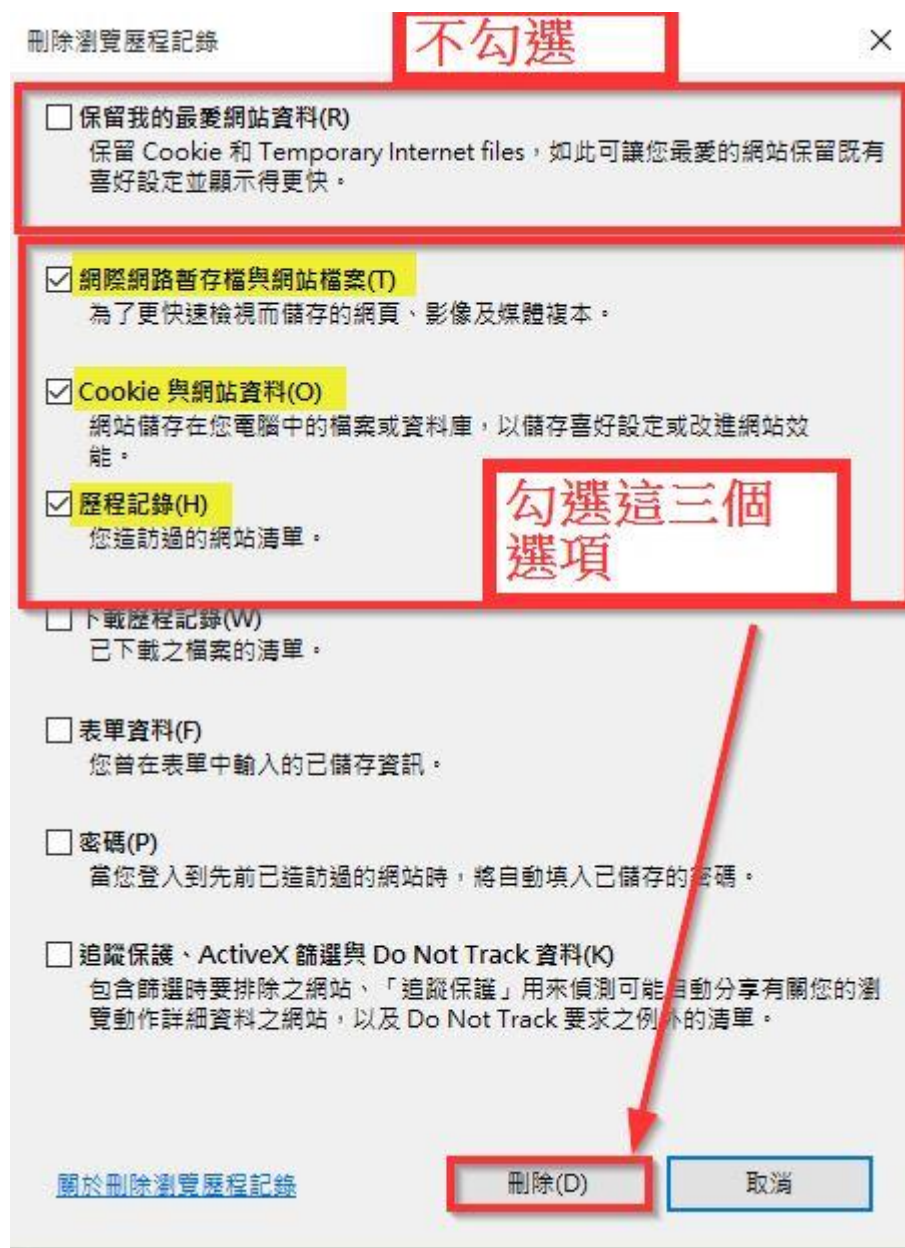 刪除瀏覽歷程記錄
不勾選
保留我的最愛網站資料(R)
保留 Cookie 和 Temporary Internet files，如此可讓您最愛的網站保留既有
喜好設定並顯示得更快。
網際網路暫存檔與網站檔案(T)
為了更快速檢視而儲存的網頁、影像及媒體複本。
Cookie 與網站資料(O)
網站儲存在您電腦中的檔案或資料庫，以儲存喜好設定或改進網站效
能。
歷程記錄(H)
您造訪過的網站清單。
勾選這三個
選項
下載歷程記錄(W)
已下載之檔案的清單。
表單資料(F)
您曾在表單中輸入的已儲存資訊。
密碼(P)
當您登入到先前已造訪過的網站時，將自動填入已儲存的密碼。
追蹤保護、ActiveX 篩選與 Do Not Track 資料(K)
包含篩選時要排除之網站、「追蹤保護」用來偵測可能自動分享有關您的瀏
覽動作詳細資料之網站，以及 Do Not Track 要求之例外的清單。
關於刪除瀏覽歷程記錄
刪除(D)
取消